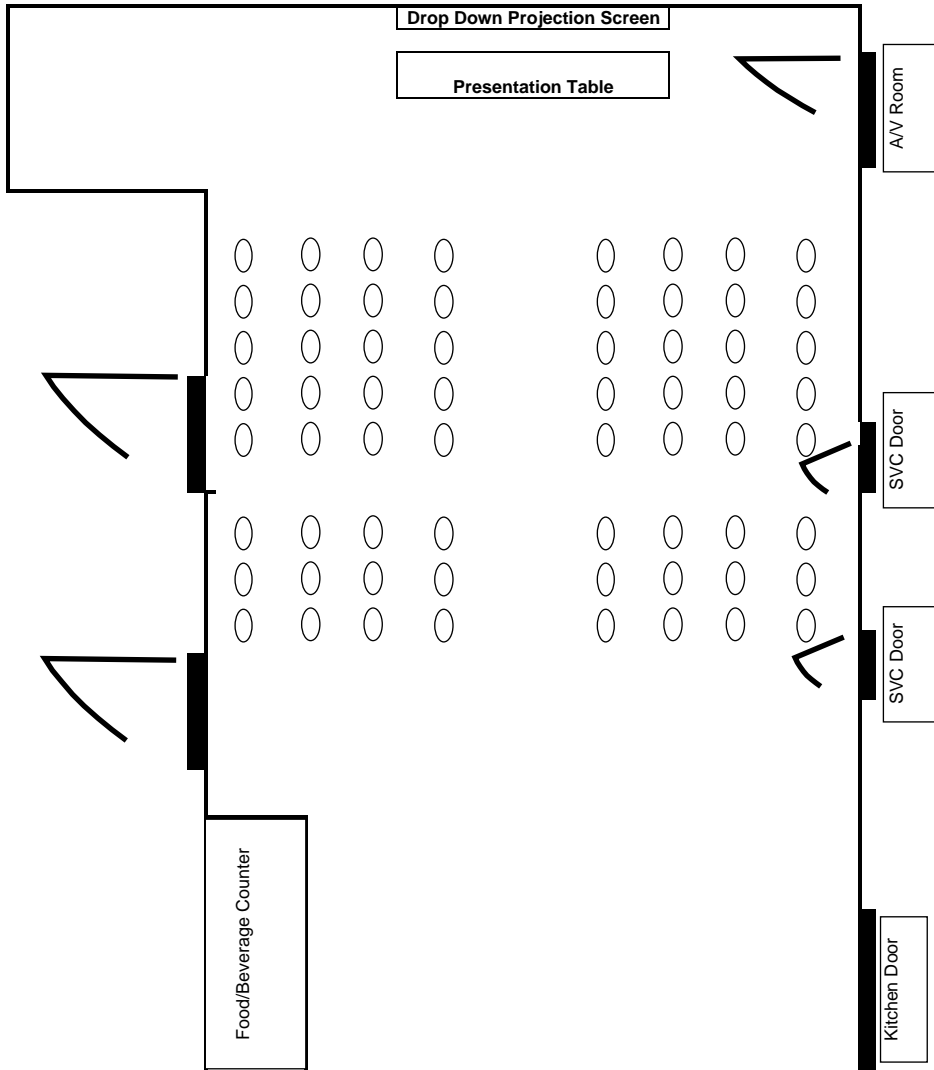 Drop Down Projection Screen
Presentation Table
A/V Room
SVC Door
SVC Door
Food/Beverage Counter
Kitchen Door